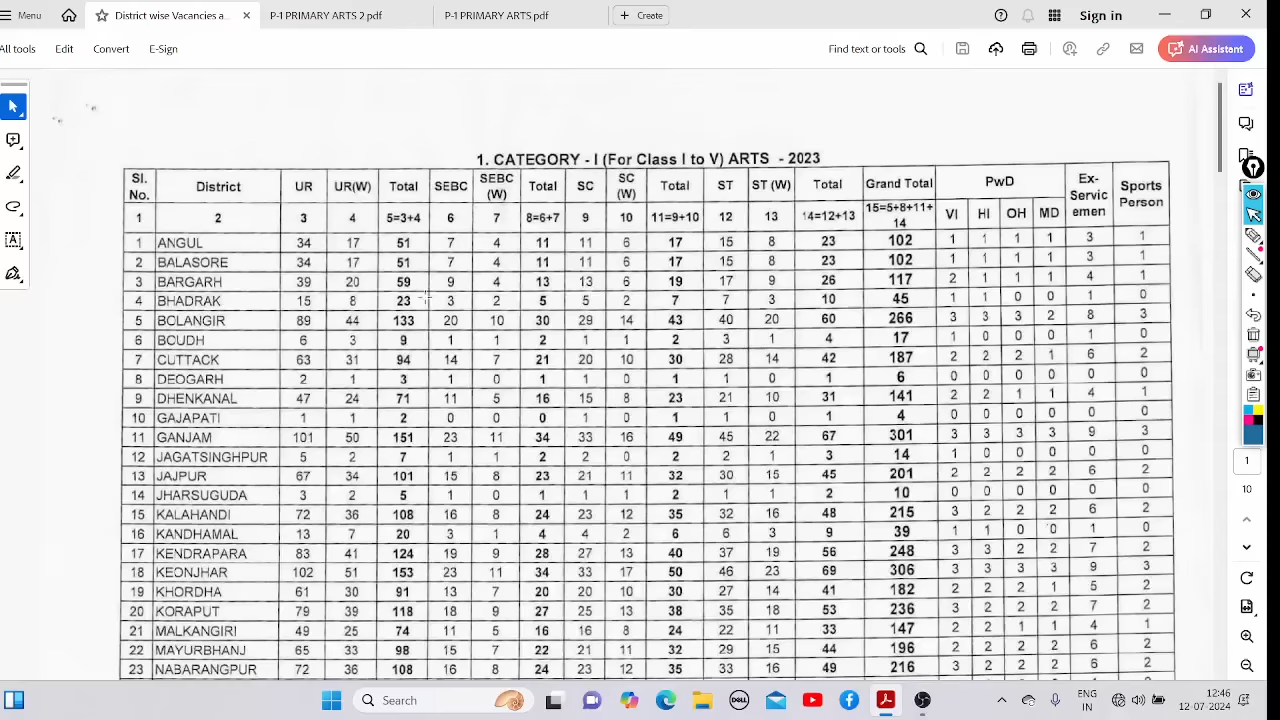 Menu District wise Vacancies a... P-1 PRIMARY ARTS 2.pdf P-1 PRIMARY ARTS.pdf + Create Sign in
All tools Edit Convert E-Sign Find text or tools AI Assistant
1. CATEGORY - I (For Class I to V) ARTS - 2023
Sl. No. District UR UR(W) Total SEBC SEBC (W) Total SC SC (W) Total ST ST (W) Total Grand Total PwD Ex-Servicemen Sports Person
1 2 3 4 5=3+4 6 7 8=6+7 9 10 11=9+10 12 13 14=12+13 15=5+8+11+14 VI HI OH MD
1 ANGUL 34 17 51 7 4 11 11 6 17 15 8 23 102 1 1 1 1 3 1
2 BALASORE 34 17 51 7 4 11 11 6 17 15 8 23 102 1 1 1 1 3 1
3 BARGARH 39 20 59 9 4 13 13 6 19 17 9 26 117 2 1 1 1 4 1
4 BHADRAK 15 8 23 3 2 5 5 2 7 7 3 10 45 1 1 0 0 1 0
5 BOLANGIR 89 44 133 20 10 30 29 14 43 40 20 60 266 3 3 3 2 8 3
6 BOUDH 6 3 9 1 1 2 1 1 2 3 1 4 17 1 0 0 0 1 0
7 CUTTACK 63 31 94 14 7 21 20 10 30 28 14 42 187 2 2 2 1 6 2
8 DEOGARH 2 1 3 1 0 1 1 0 1 1 0 1 6 0 0 0 0 0 0
9 DHENKANAL 47 24 71 11 5 16 15 8 23 21 10 31 141 2 2 1 1 4 1
10 GAJAPATI 1 1 2 0 0 0 1 0 1 1 0 1 4 0 0 0 0 0 0
11 GANJAM 101 50 151 23 11 34 33 16 49 45 22 67 301 3 3 3 3 9 3
12 JAGATSINGHPUR 5 2 7 1 1 2 2 0 2 2 1 3 14 1 0 0 0 0 0
13 JAJPUR 67 34 101 15 8 23 21 11 32 30 15 45 201 2 2 2 2 6 2
14 JHARSUGUDA 3 2 5 1 0 1 1 1 2 1 1 2 10 0 0 0 0 0 0
15 KALAHANDI 72 36 108 16 8 24 23 12 35 32 16 48 215 3 2 2 2 6 2
16 KANDHAMAL 13 7 20 3 1 4 4 2 6 6 3 9 39 1 1 0 0 1 0
17 KENDRAPARA 83 41 124 19 9 28 27 13 40 37 19 56 248 3 3 2 2 7 2
18 KEONJHAR 102 51 153 23 11 34 33 17 50 46 23 69 306 3 3 3 3 9 3
19 KHORDHA 61 30 91 13 7 20 20 10 30 27 14 41 182 2 2 2 1 5 2
20 KORAPUT 79 39 118 18 9 27 25 13 38 35 18 53 236 3 2 2 2 7 2
21 MALKANGIRI 49 25 74 11 5 16 16 8 24 22 11 33 147 2 2 1 1 4 1
22 MAYURBHANJ 65 33 98 15 7 22 21 11 32 29 15 44 196 2 2 2 2 6 2
23 NABARANGPUR 72 36 108 16 8 24 23 12 35 33 16 49 216 3 2 2 2 6 2
1
10
Search
ENG
IN
12:46
12-07-2024